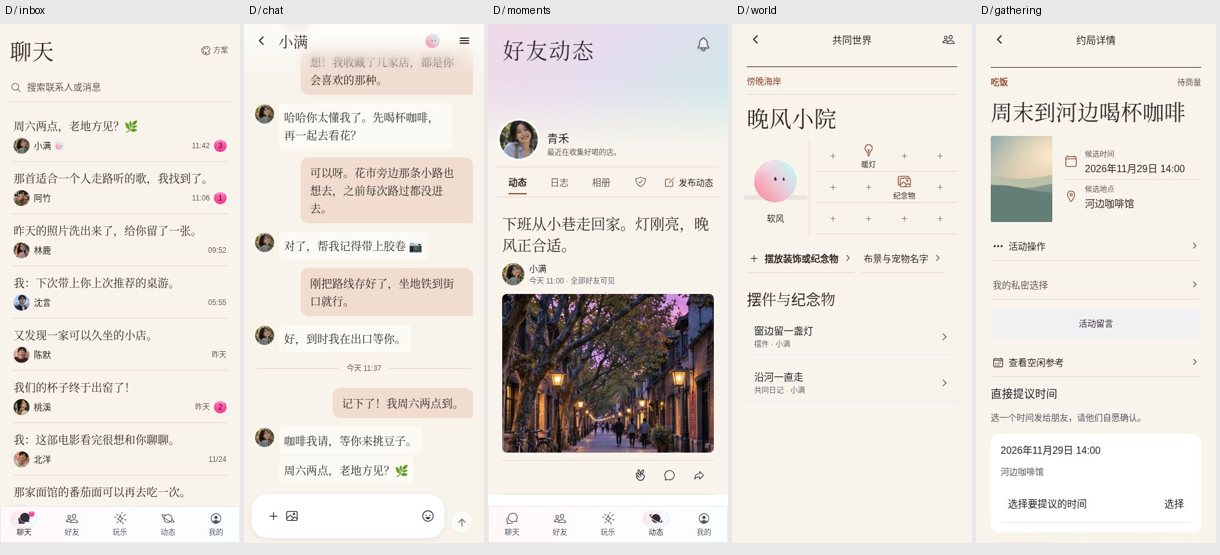 D / inbox
聊天
方案
搜索联系人或消息
周六两点，老地方见？🌿
小满
11:42
3
那首适合一个人走路听的歌，我找到了。
阿竹
11:06
1
昨天的照片洗出来了，给你留了一张。
林鹿
09:52
我：下次带上你上次推荐的桌游。
沈言
05:55
又发现一家可以久坐的小店。
陈默
昨天
我们的杯子终于出窑了！
桃溪
昨天
2
我：这部电影看完很想和你聊聊。
北洋
11/24
那家面馆的番茄面可以再去吃一次。
聊天
好友
玩乐
动态
我的
D / chat
小满
想！我收藏了几家店，都是你
会喜欢的那种。
哈哈你太懂我了。先喝杯咖啡，
再一起去看花？
可以呀。花市旁边那条小路也
想去，之前每次路过都没进
去。
对了，帮我记得带上胶卷 📷
刚把路线存好了，坐地铁到街
口就行。
好，到时我在出口等你。
今天 11:37
记下了！我周六两点到。
咖啡我请，等你来挑豆子。
周六两点，老地方见？🌿
D / moments
好友动态
青禾
最近在收集好喝的店。
动态
日志
相册
发布动态
下班从小巷走回家。灯刚亮，晚
风正合适。
小满
今天 11:00 · 全部好友可见
聊天
好友
玩乐
动态
我的
D / world
共同世界
傍晚海岸
晚风小院
暖灯
纪念物
软风
摆放装饰或纪念物
布景与宠物名字
摆件与纪念物
窗边留一盏灯
摆件 · 小满
沿河一直走
共同日记 · 小满
D / gathering
约局详情
吃饭
待商量
周末到河边喝杯咖啡
候选时间
2026年11月29日 14:00
候选地点
河边咖啡馆
活动操作
我的私密选择
活动留言
查看空闲参考
直接提议时间
选一个时间发给朋友，请他们自愿确认。
2026年11月29日 14:00
河边咖啡馆
选择要提议的时间
选择